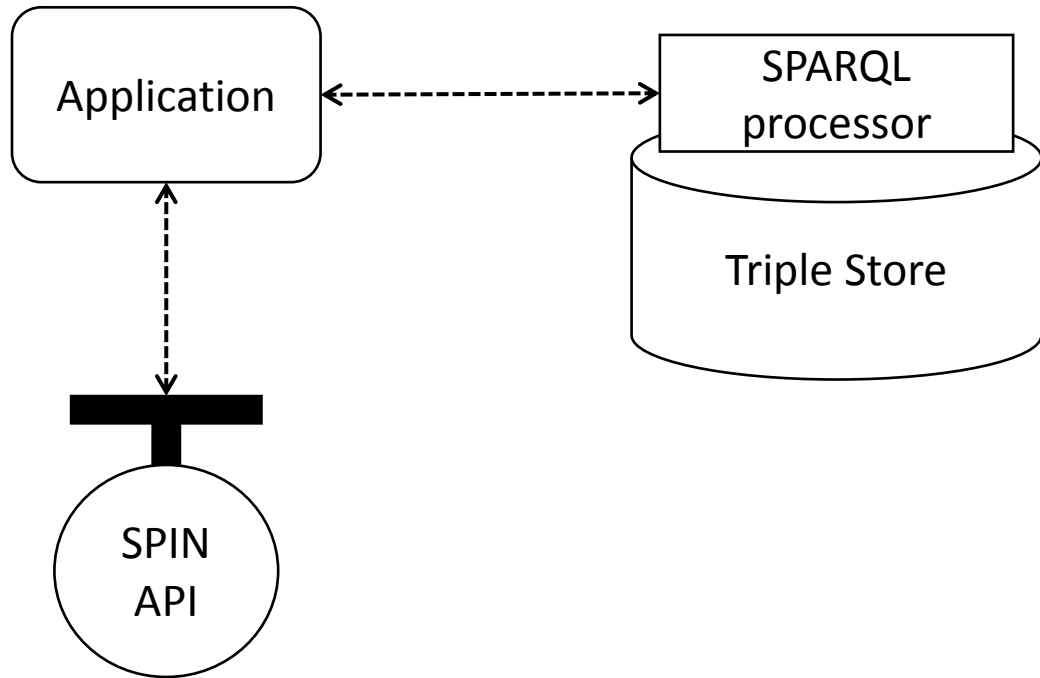 Application
SPARQL
processor
Triple Store
SPIN
API